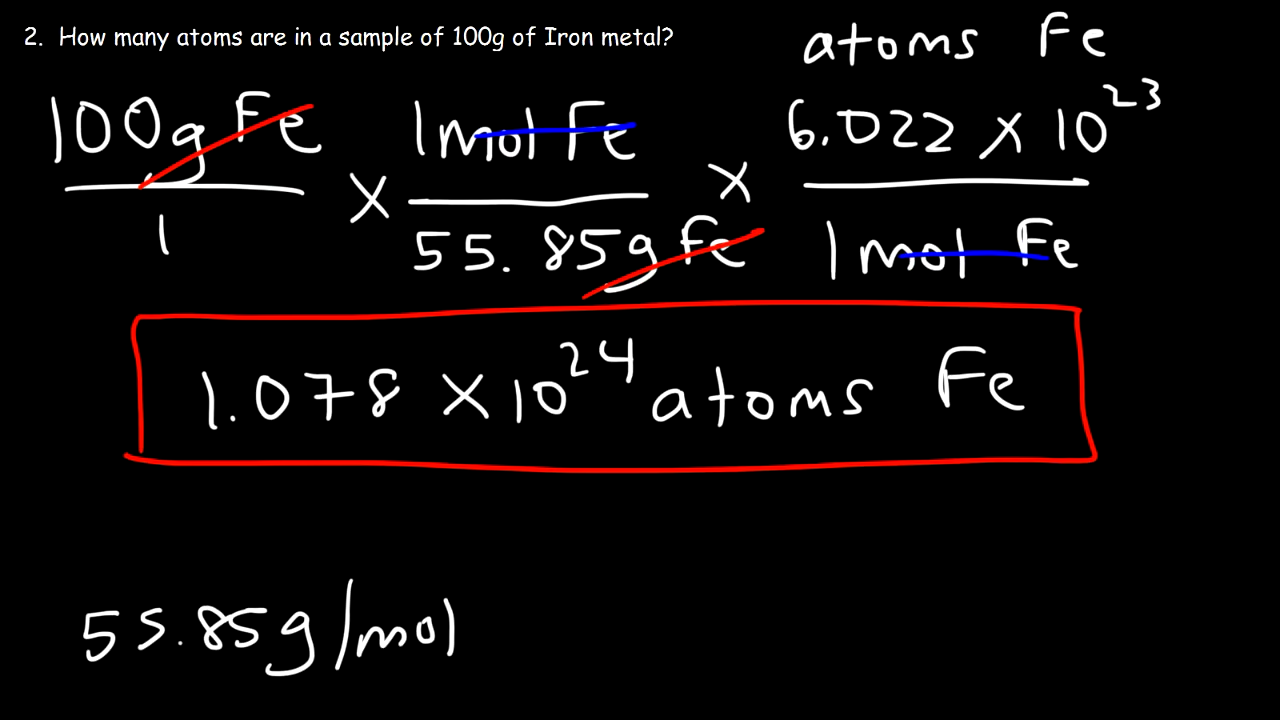 2. How many atoms are in a sample of 100g of Iron metal?
atoms Fe
100g Fe / 1 × 1mol Fe / 55.85g Fe × 6.022 × 10^23 / 1mol Fe
1.078 × 10^24 atoms Fe
55.85g/mol